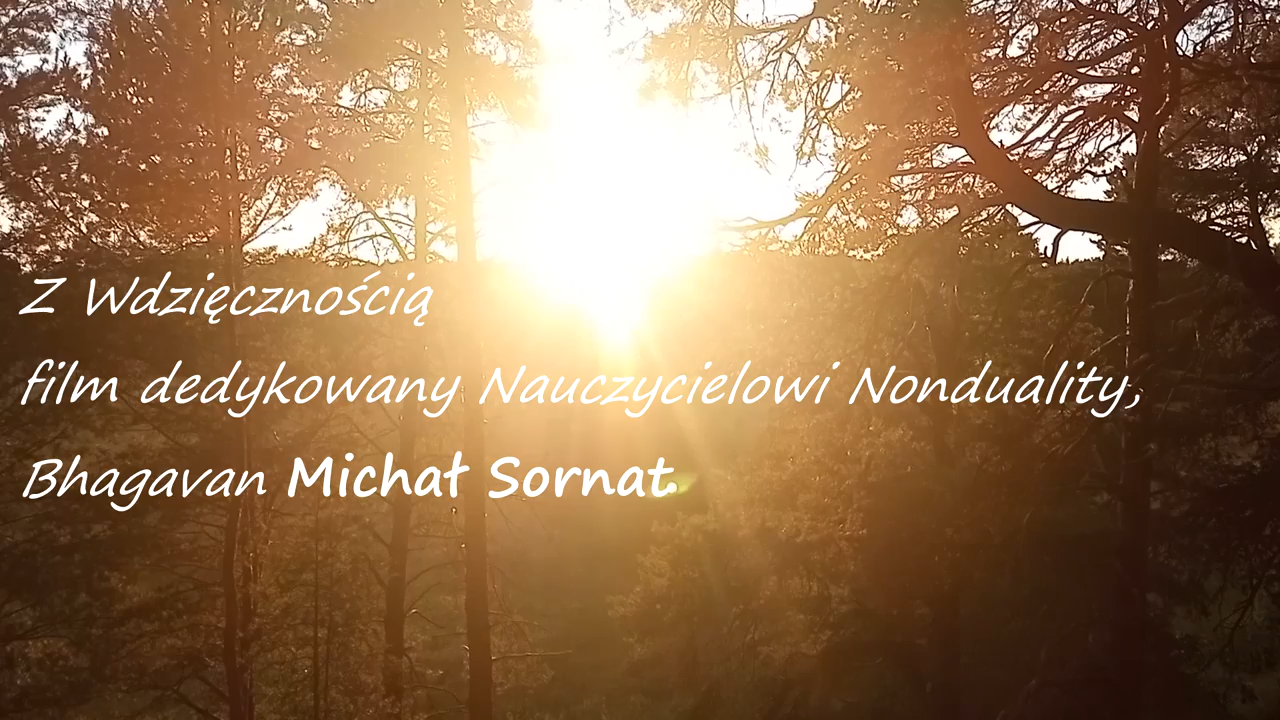 Z Wdzięcznością
film dedykowany Nauczycielowi Nonduality,
Bhagavan Michał Sornat.